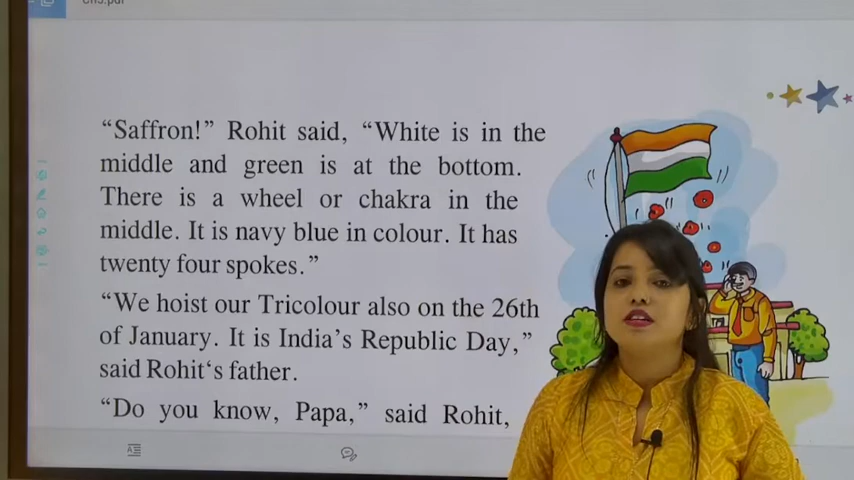 “Saffron!” Rohit said, “White is in the
middle and green is at the bottom.
There is a wheel or chakra in the
middle. It is navy blue in colour. It has
twenty four spokes.”
“We hoist our Tricolour also on the 26th
of January. It is India’s Republic Day,”
said Rohit‘s father.
“Do you know, Papa,” said Rohit,